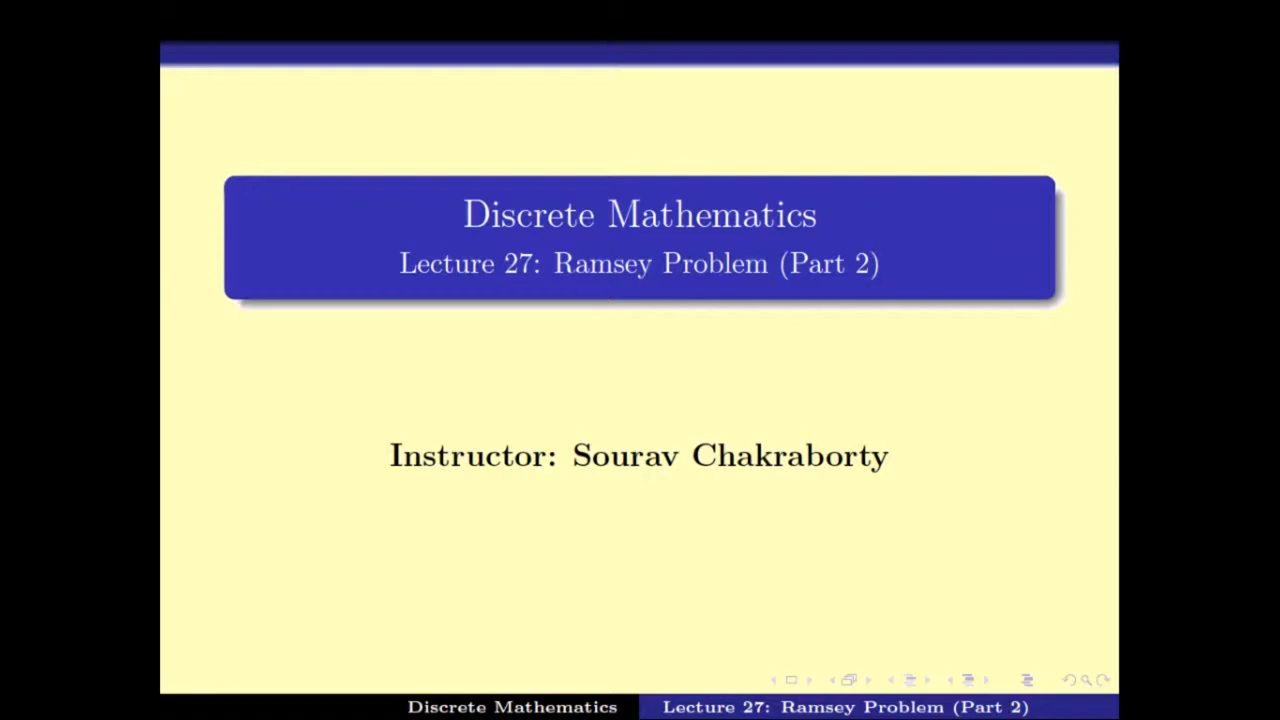 Discrete Mathematics
Lecture 27: Ramsey Problem (Part 2)
Instructor: Sourav Chakraborty
Discrete Mathematics Lecture 27: Ramsey Problem (Part 2)